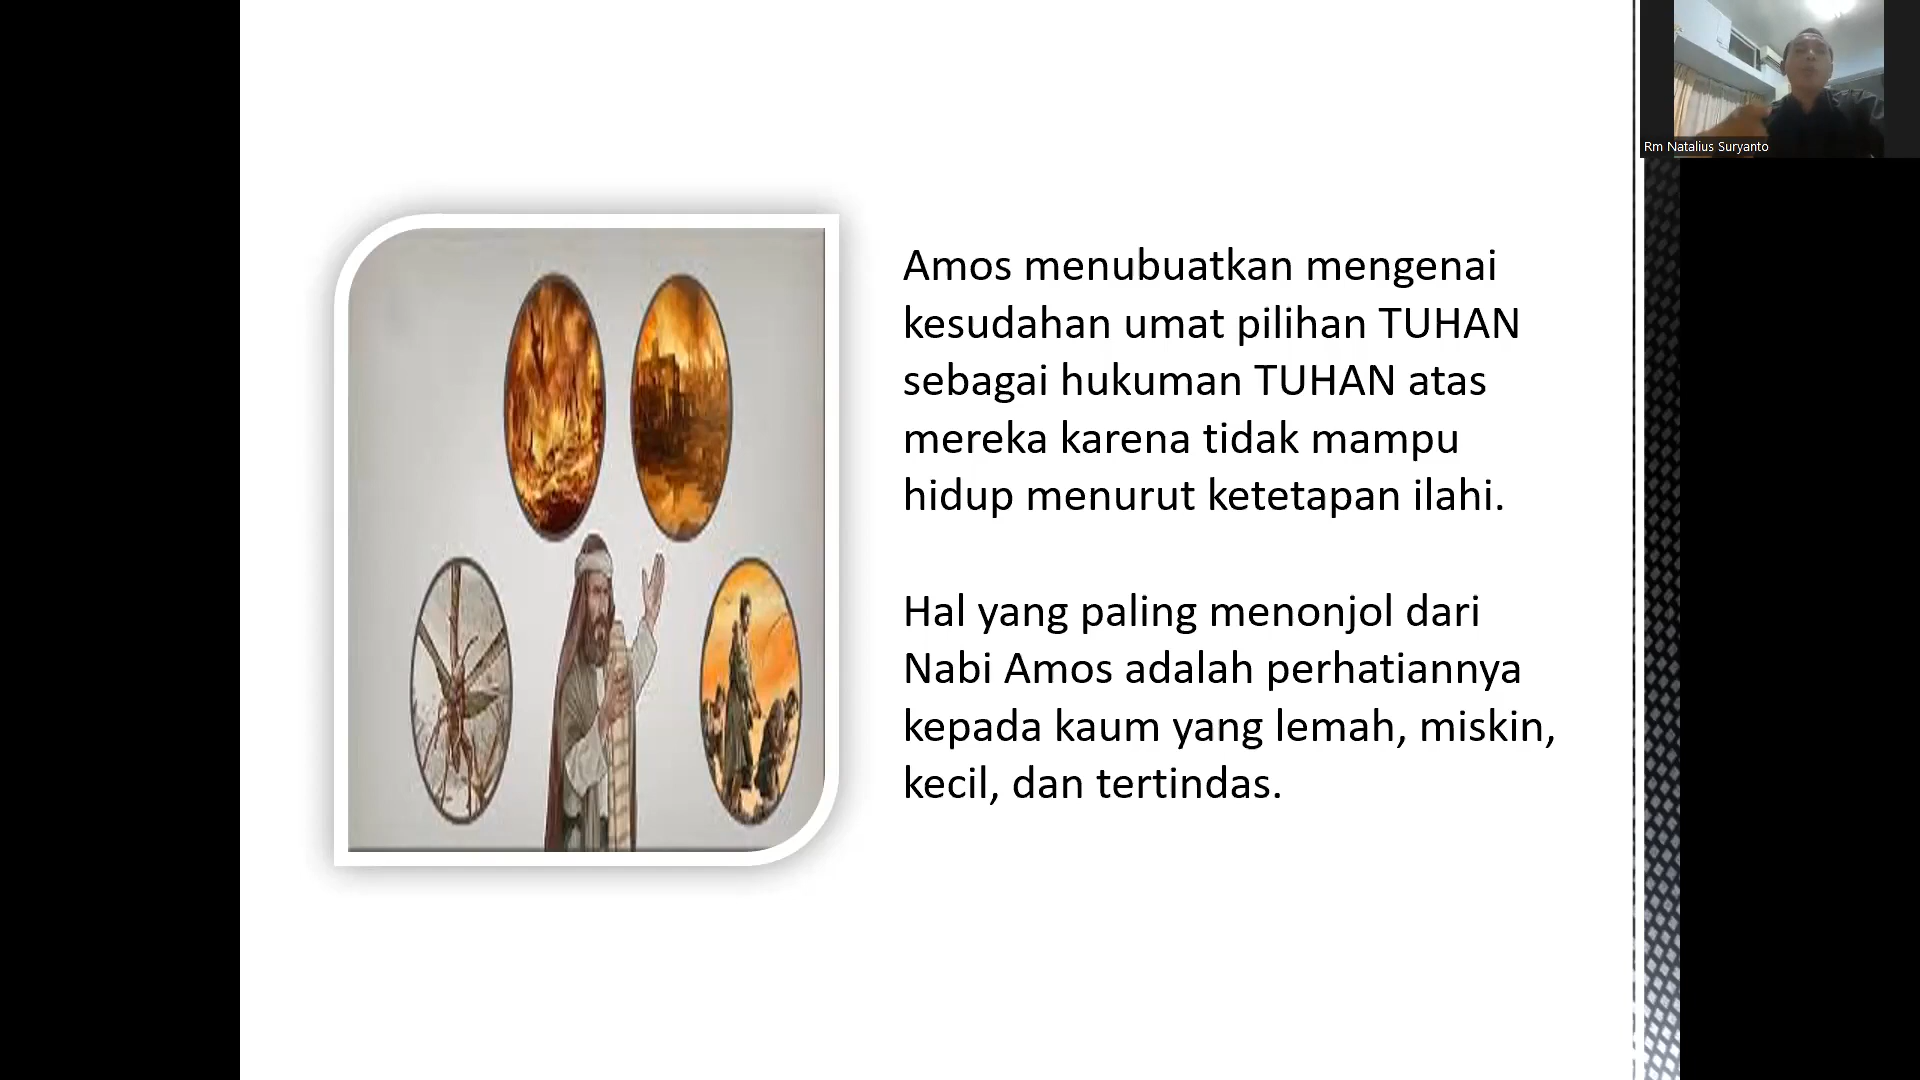 Rm Natalius Suryanto
Amos menubuatkan mengenai
kesudahan umat pilihan TUHAN
sebagai hukuman TUHAN atas
mereka karena tidak mampu
hidup menurut ketetapan ilahi.
Hal yang paling menonjol dari
Nabi Amos adalah perhatiannya
kepada kaum yang lemah, miskin,
kecil, dan tertindas.